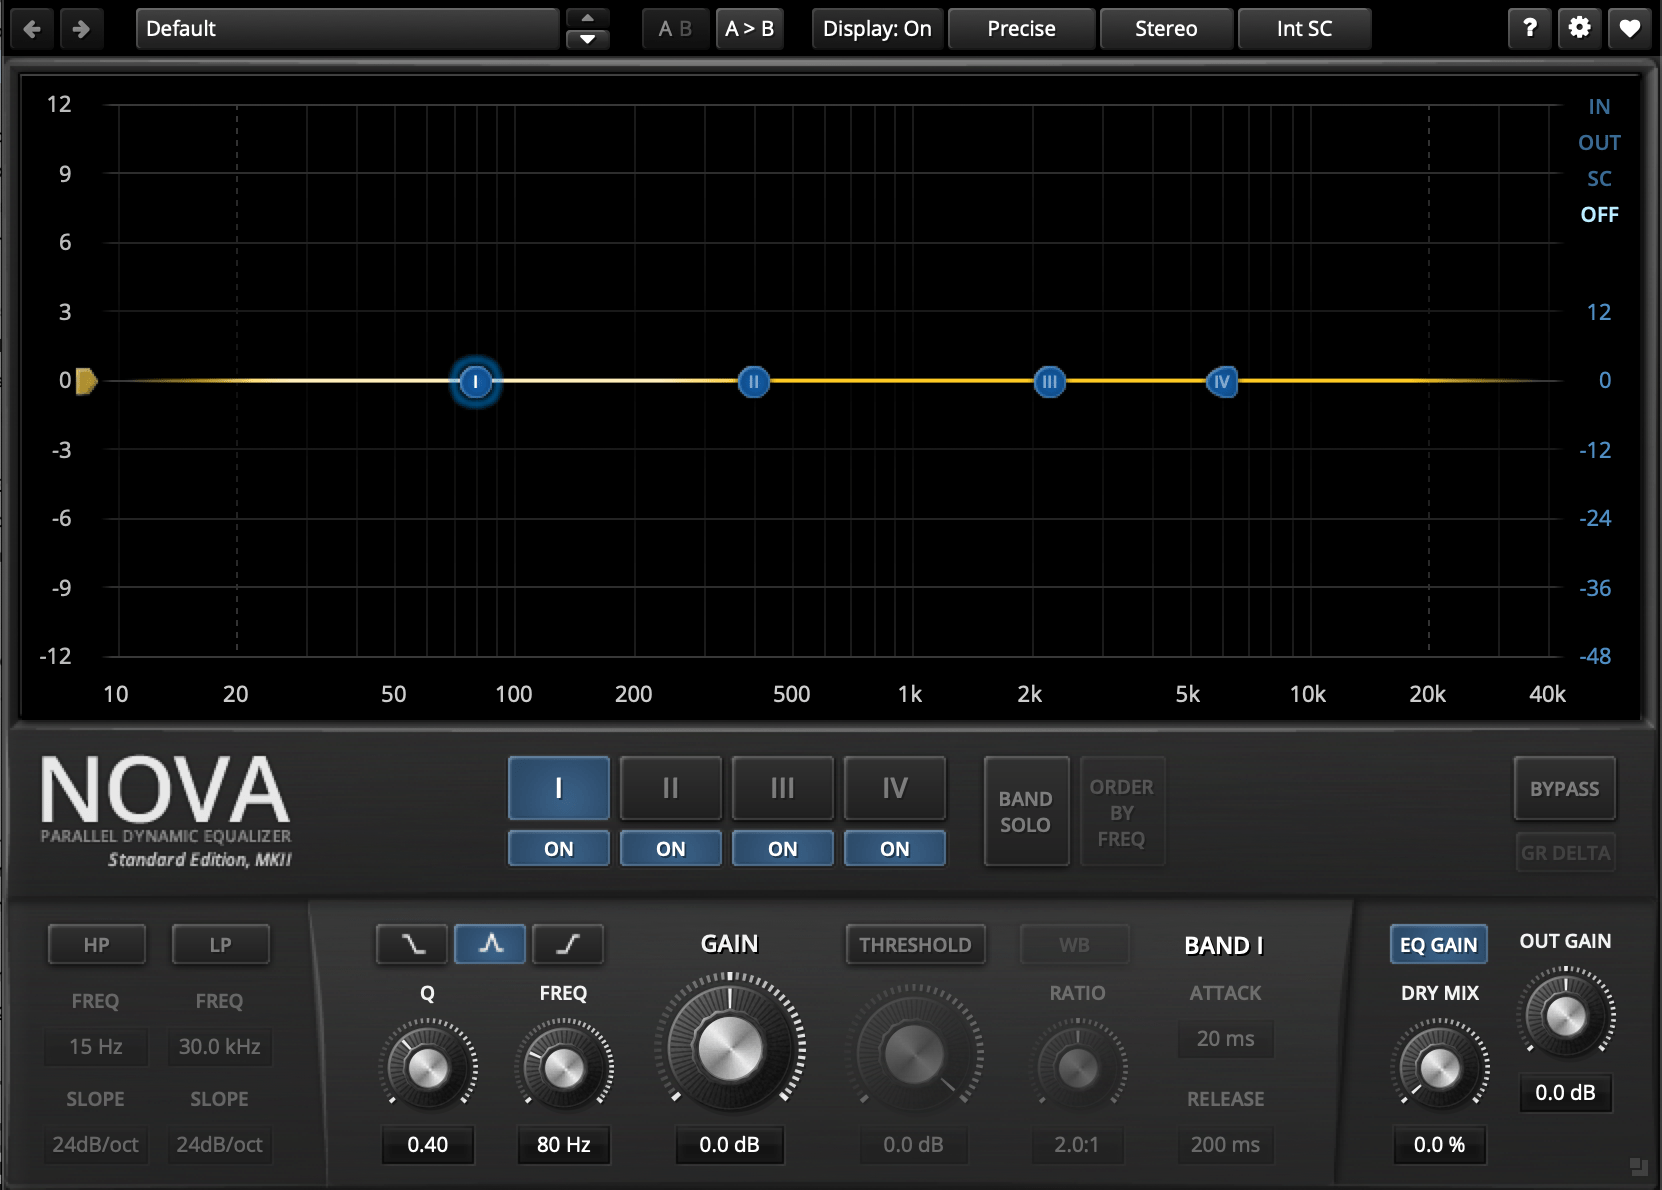 Default
A B
A > B
Display: On
Precise
Stereo
Int SC
?
12
9
6
3
0
-3
-6
-9
-12
IN
OUT
SC
OFF
12
0
-12
-24
-36
-48
I
II
III
IV
10 20 50 100 200 500 1k 2k 5k 10k 20k 40k
NOVA
PARALLEL DYNAMIC EQUALIZER
Standard Edition, MKII
I II III IV
ON ON ON ON
BAND
SOLO
ORDER
BY
FREQ
BYPASS
GR DELTA
HP
FREQ
15 Hz
SLOPE
24dB/oct
LP
FREQ
30.0 kHz
SLOPE
24dB/oct
Q
0.40
FREQ
80 Hz
GAIN
0.0 dB
THRESHOLD
0.0 dB
WB
RATIO
2.0:1
BAND I
ATTACK
20 ms
RELEASE
200 ms
EQ GAIN
DRY MIX
0.0 %
OUT GAIN
0.0 dB